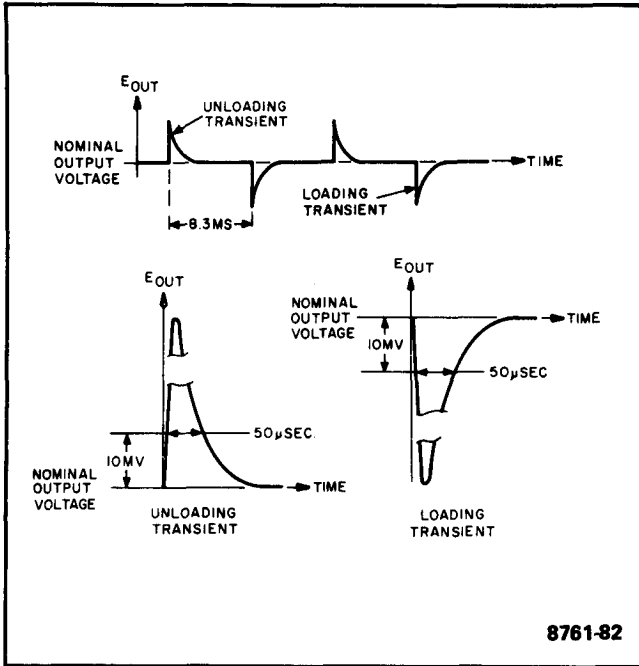 EOUT
UNLOADING
TRANSIENT
NOMINAL
OUTPUT
VOLTAGE
TIME
LOADING
TRANSIENT
8.3MS
EOUT
10MV
50μSEC.
NOMINAL
OUTPUT
VOLTAGE
TIME
UNLOADING
TRANSIENT
EOUT
NOMINAL
OUTPUT
VOLTAGE
TIME
10MV
50μSEC
LOADING
TRANSIENT
8761-82